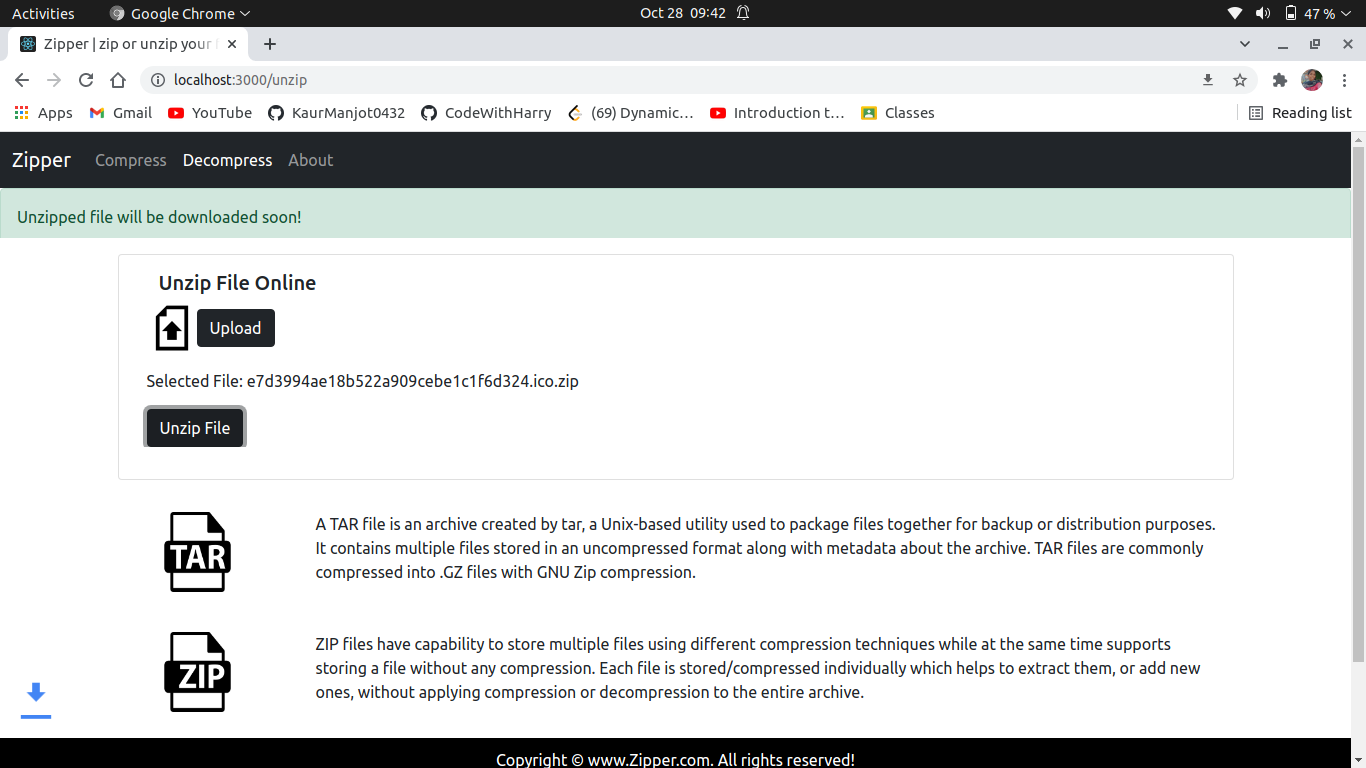 Activities Google Chrome Oct 28 09:42 47 %
Zipper | zip or unzip your f
localhost:3000/unzip
Apps Gmail YouTube KaurManjot0432 CodeWithHarry (69) Dynamic... Introduction t... Classes Reading list
Zipper Compress Decompress About
Unzipped file will be downloaded soon!
Unzip File Online
Upload
Selected File: e7d3994ae18b522a909cebe1c1f6d324.ico.zip
Unzip File
TAR
A TAR file is an archive created by tar, a Unix-based utility used to package files together for backup or distribution purposes.
It contains multiple files stored in an uncompressed format along with metadata about the archive. TAR files are commonly
compressed into .GZ files with GNU Zip compression.
ZIP
ZIP files have capability to store multiple files using different compression techniques while at the same time supports
storing a file without any compression. Each file is stored/compressed individually which helps to extract them, or add new
ones, without applying compression or decompression to the entire archive.
Copyright © www.Zipper.com. All rights reserved!